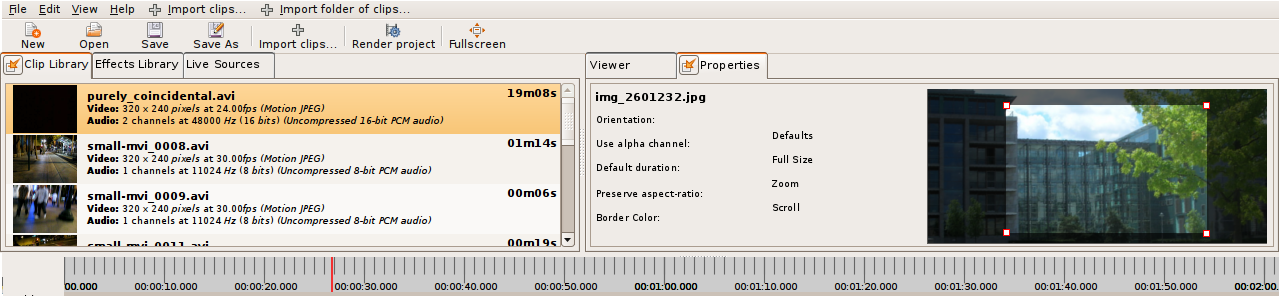 File Edit View Help Import clips... Import folder of clips...
New Open Save Save As Import clips... Render project Fullscreen
Clip Library Effects Library Live Sources
purely_coincidental.avi 19m08s
Video: 320 x 240 pixels at 24.00fps (Motion JPEG)
Audio: 2 channels at 48000 Hz (16 bits) (Uncompressed 16-bit PCM audio)
small-mvi_0008.avi 01m14s
Video: 320 x 240 pixels at 30.00fps (Motion JPEG)
Audio: 1 channels at 11024 Hz (8 bits) (Uncompressed 8-bit PCM audio)
small-mvi_0009.avi 00m06s
Video: 320 x 240 pixels at 30.00fps (Motion JPEG)
Audio: 1 channels at 11024 Hz (8 bits) (Uncompressed 8-bit PCM audio)
small-mvi_0011.avi 00m19s
Viewer Properties
img_2601232.jpg
Orientation:
Use alpha channel:
Default duration:
Preserve aspect-ratio:
Border Color:
Defaults
Full Size
Zoom
Scroll
00.000 00:00:10.000 00:00:20.000 00:00:30.000 00:00:40.000 00:00:50.000 00:01:00.000 00:01:10.000 00:01:20.000 00:01:30.000 00:01:40.000 00:01:50.000 00:02:00